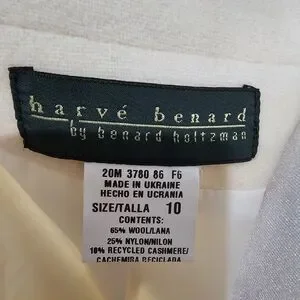 harvé benard
by benard holtzman
20M 3780 86 F6
MADE IN UKRAINE
HECHO EN UCRANIA
SIZE/TALLA 10
CONTENTS:
65% WOOL/LANA
25% NYLON/NILON
10% RECYCLED CASHMERE/
CACHEMIRA RECICLADA